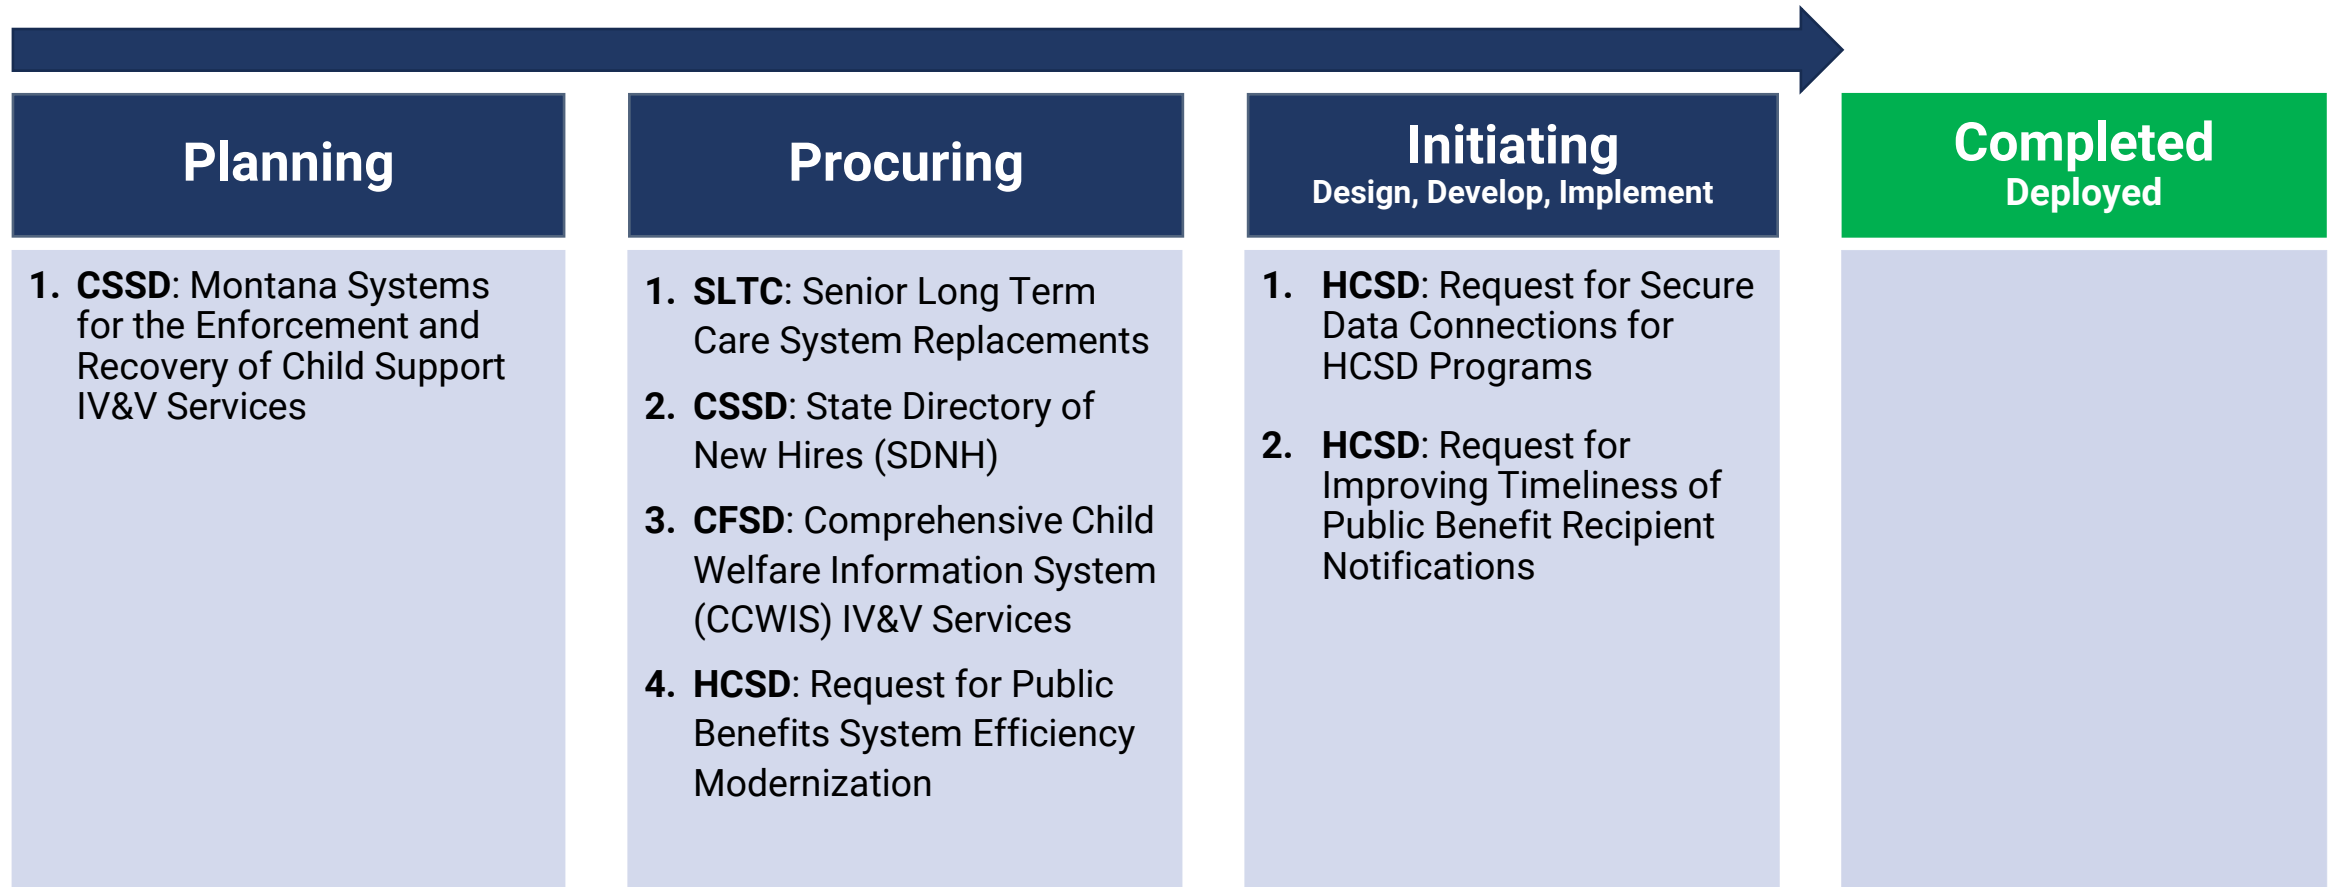 Planning
1. CSSD: Montana Systems
for the Enforcement and
Recovery of Child Support
IV&V Services
Procuring
1. SLTC: Senior Long Term
Care System Replacements
2. CSSD: State Directory of
New Hires (SDNH)
3. CFSD: Comprehensive Child
Welfare Information System
(CCWIS) IV&V Services
4. HCSD: Request for Public
Benefits System Efficiency
Modernization
Initiating
Design, Develop, Implement
1. HCSD: Request for Secure
Data Connections for
HCSD Programs
2. HCSD: Request for
Improving Timeliness of
Public Benefit Recipient
Notifications
Completed
Deployed